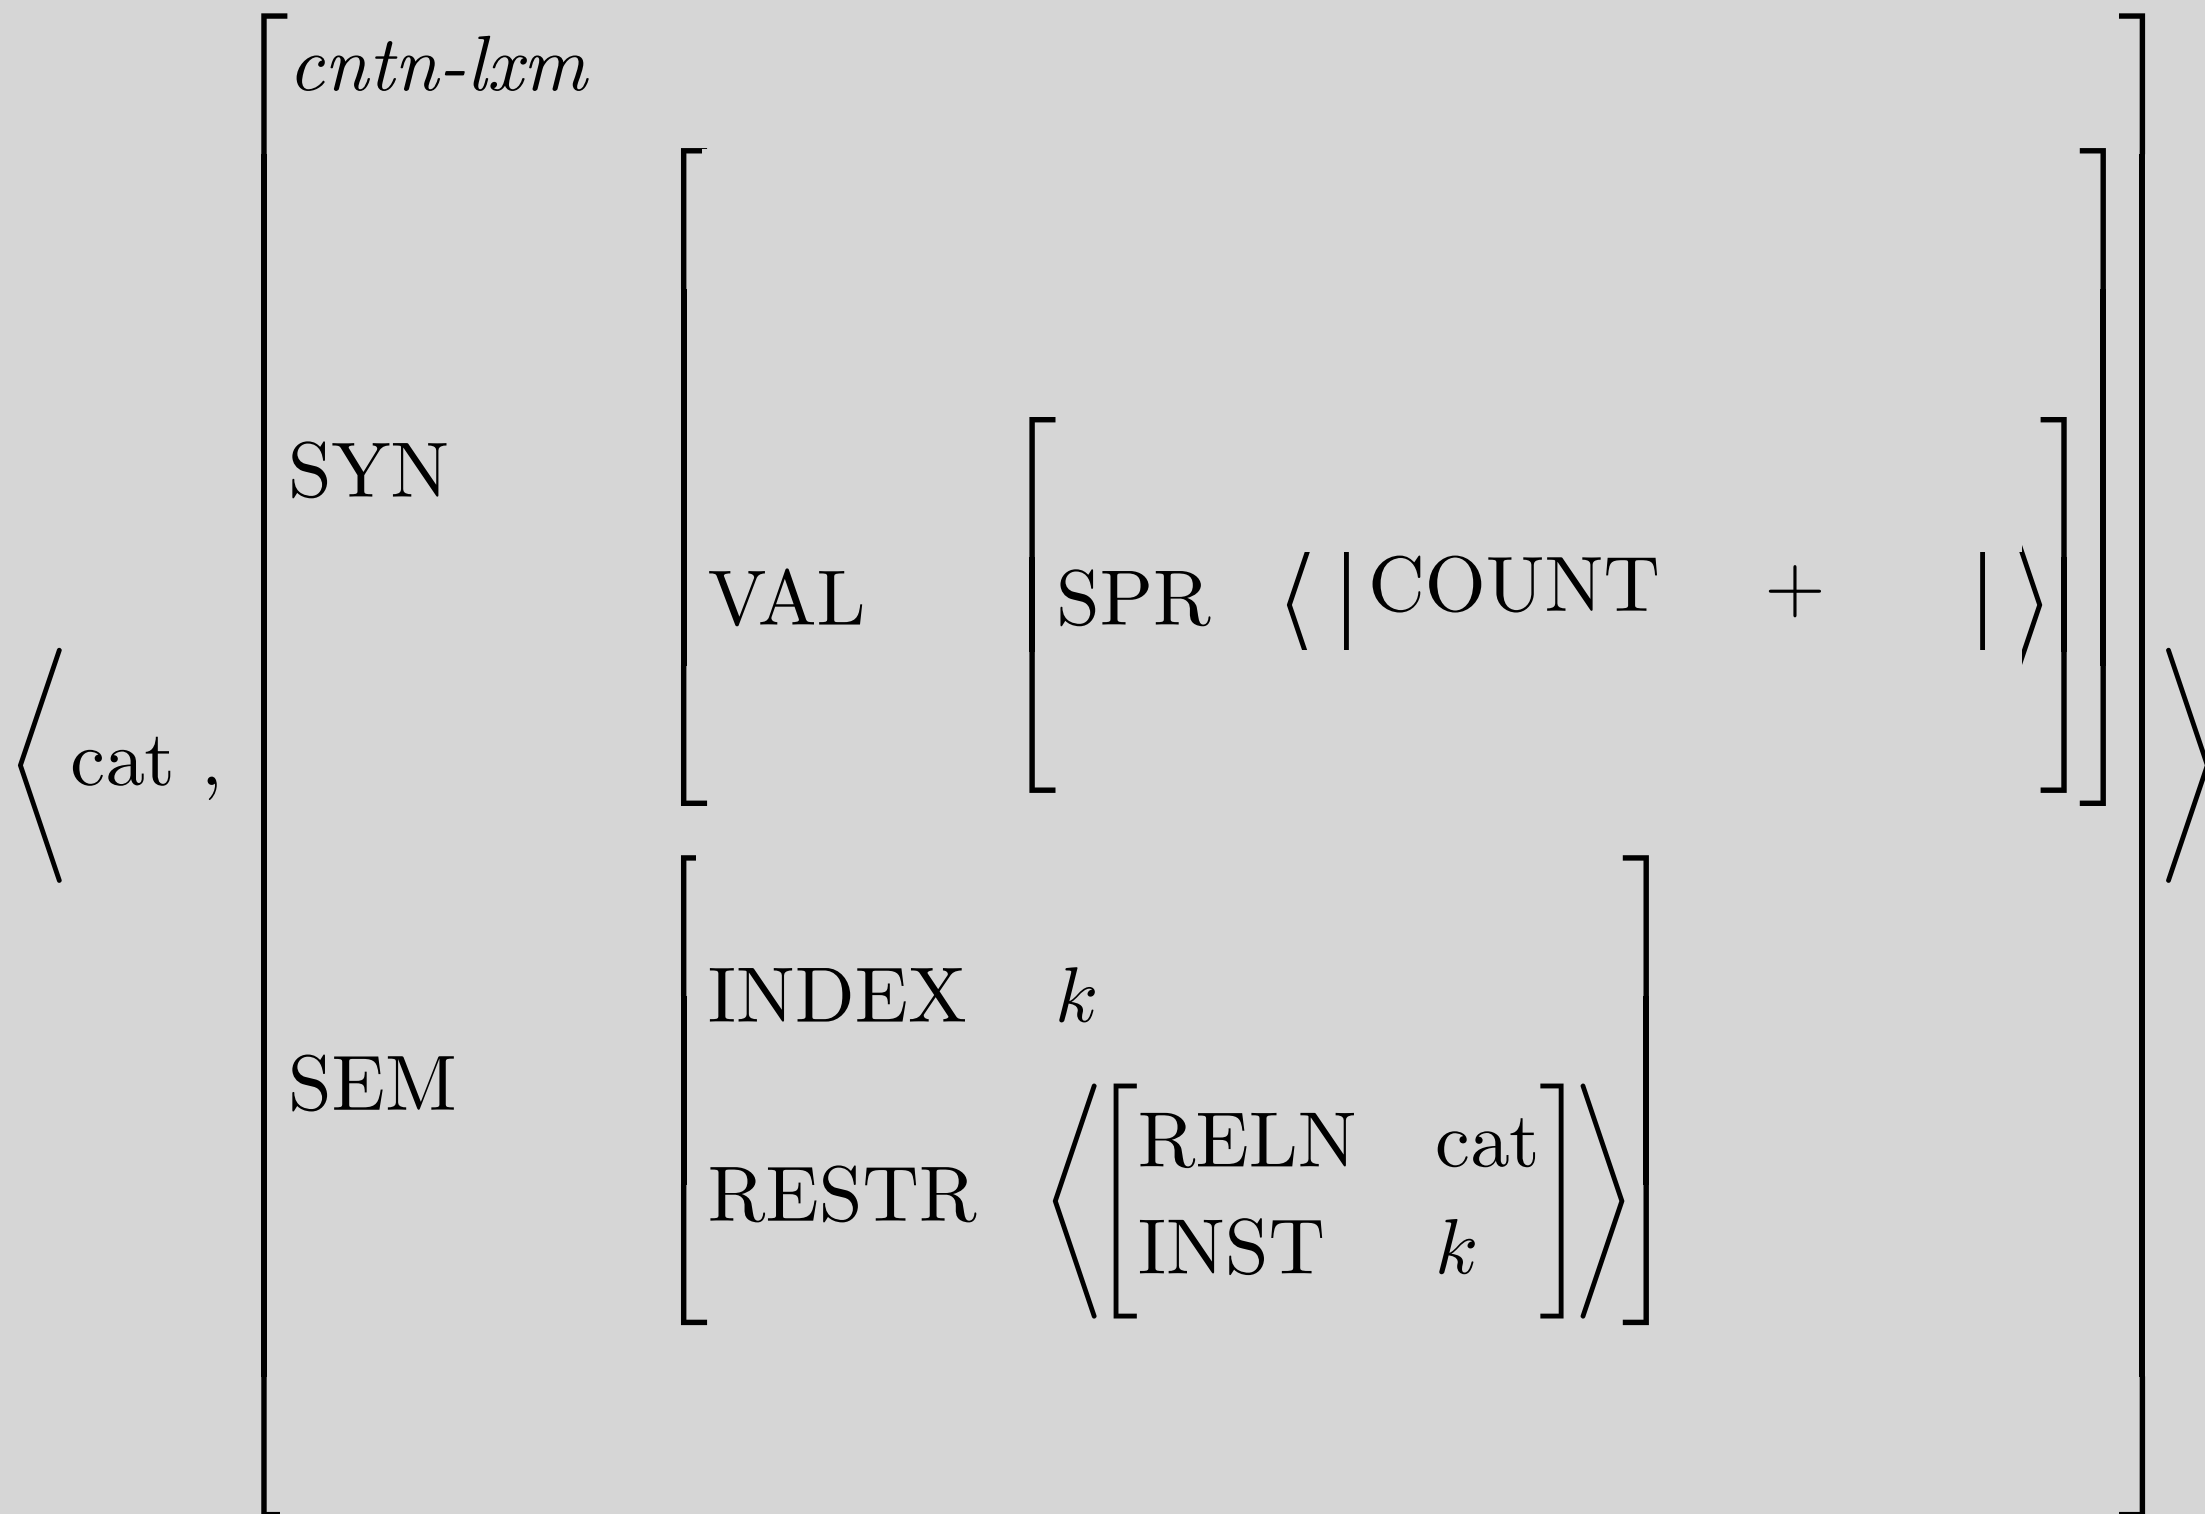 cntn-lxm
SYN
VAL SPR ⟨ | COUNT + | ⟩
⟨ cat , ⟩
INDEX k
SEM
RELN cat
RESTR ⟨ ⟩
INST k